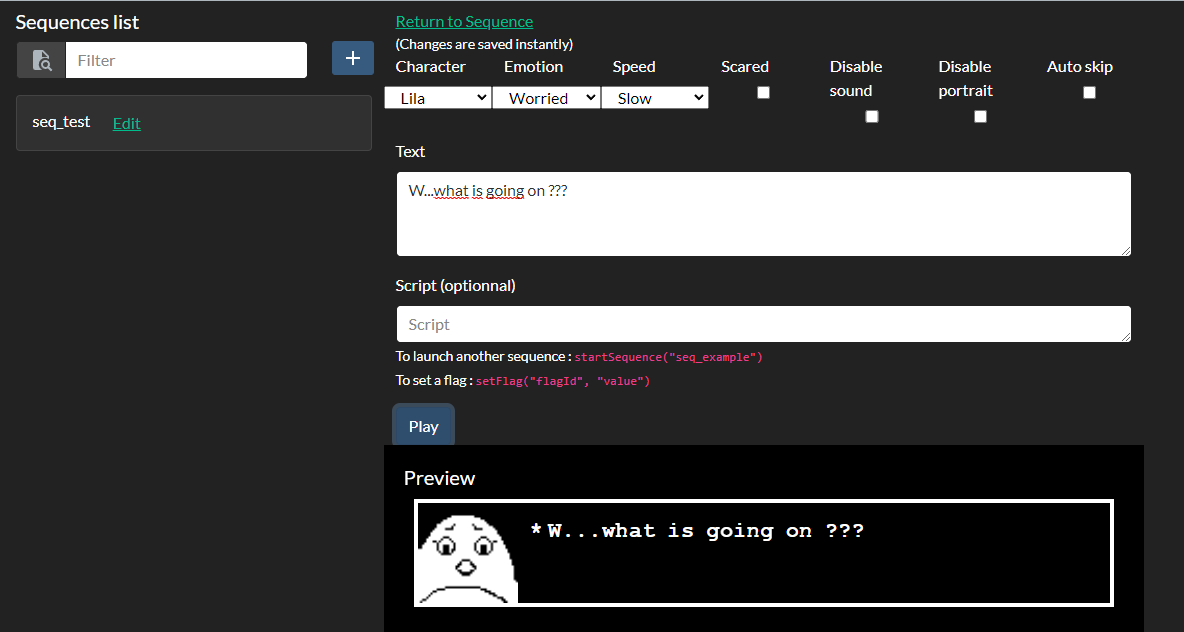 Sequences list
Filter
+
seq_test Edit
Return to Sequence
(Changes are saved instantly)
Character Emotion Speed Scared Disable sound Disable portrait Auto skip
Lila Worried Slow
Text
W...what is going on ???
Script (optionnal)
Script
To launch another sequence : startSequence("seq_example")
To set a flag : setFlag("flagId", "value")
Play
Preview
* W...what is going on ???